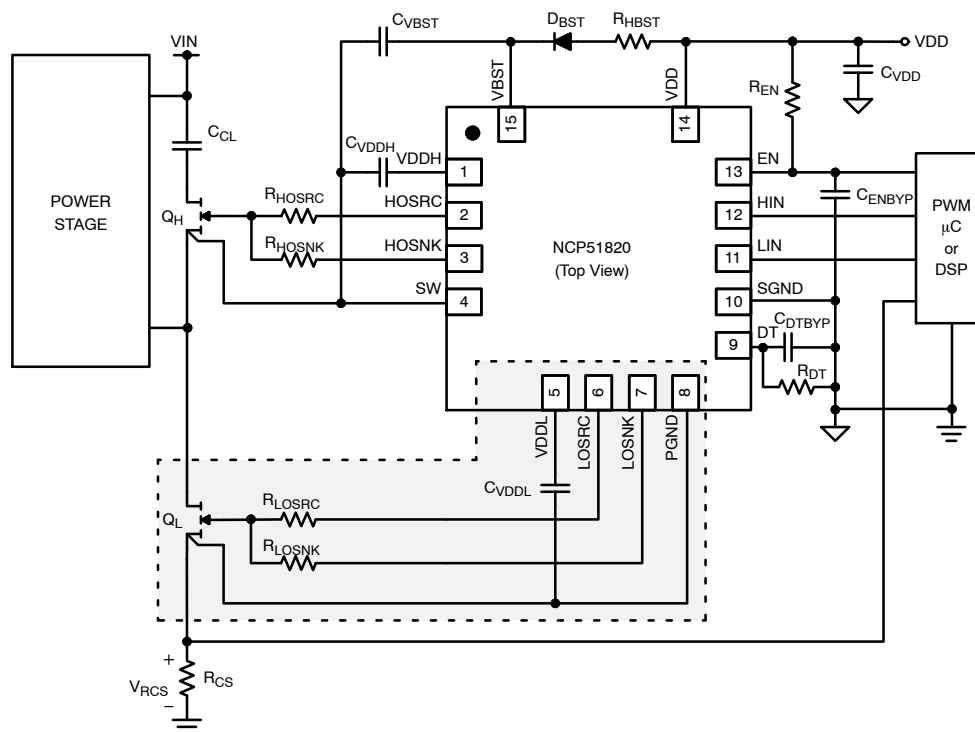 VIN
C_VBST
D_BST
R_HBST
VDD
C_VDD
VBST
VDD
R_EN
15
14
C_CL
C_VDDH
VDDH
1
13
EN
POWER
STAGE
Q_H
R_HOSRC
HOSRC
2
12
HIN
C_ENBYP
PWM
μC
or
DSP
R_HOSNK
HOSNK
3
NCP51820
(Top View)
11
LIN
SW
4
10
SGND
9
DT
C_DTBYP
R_DT
5
6
7
8
VDDL
LOSRC
LOSNK
PGND
C_VDDL
Q_L
R_LOSRC
R_LOSNK
+
V_RCS
R_CS
−